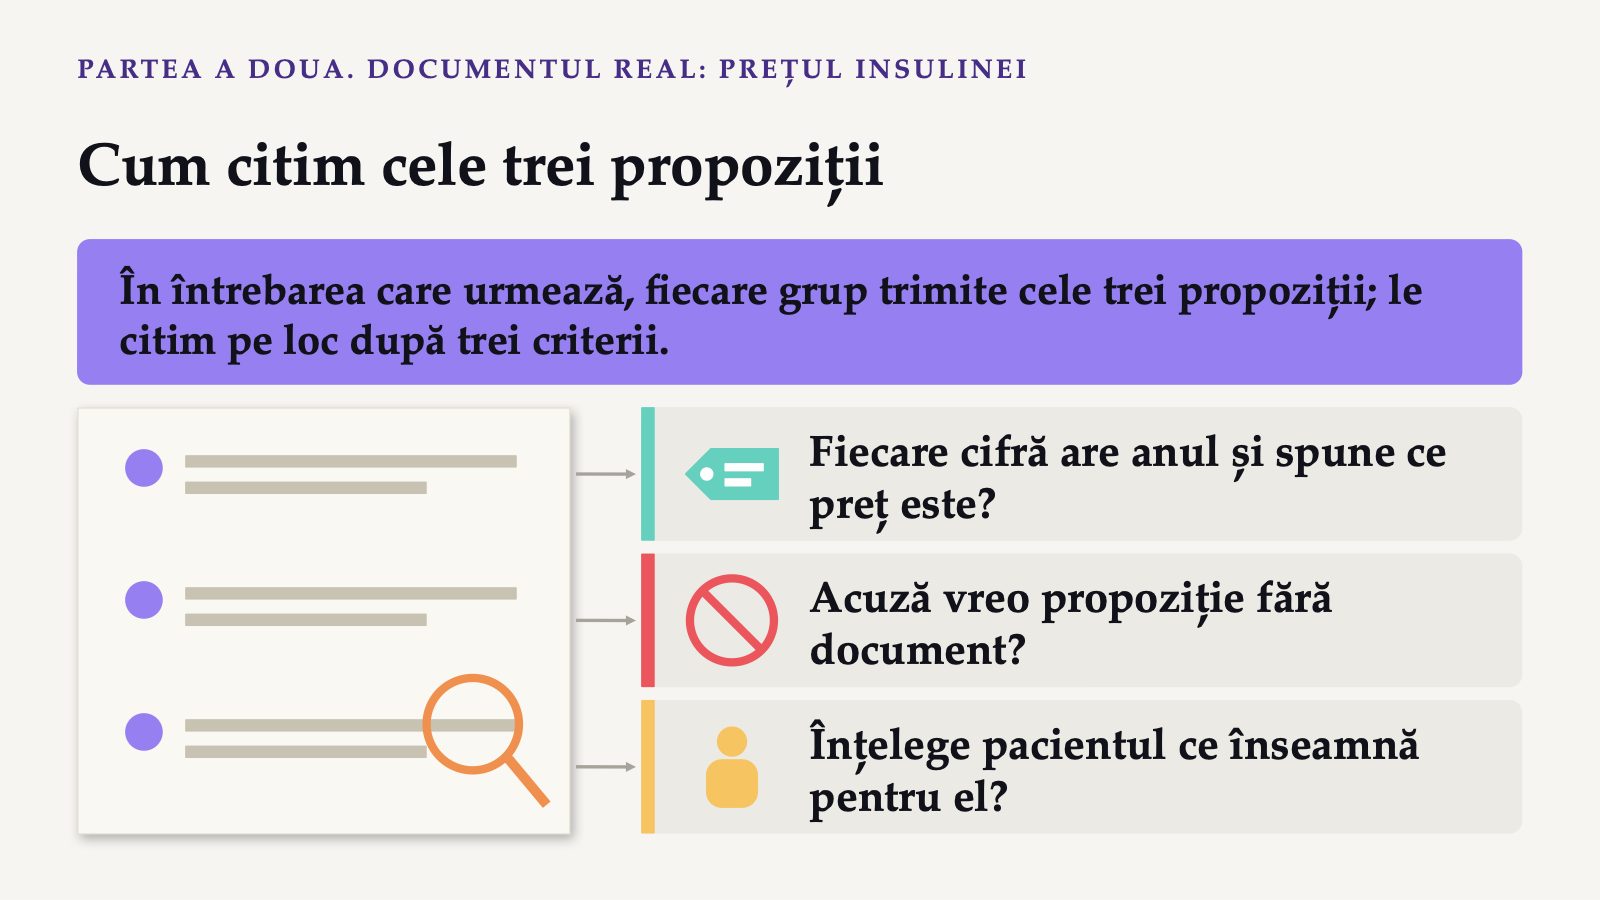 PARTEA A DOUA. DOCUMENTUL REAL: PREȚUL INSULINEI
Cum citim cele trei propoziții
În întrebarea care urmează, fiecare grup trimite cele trei propoziții; le
citim pe loc după trei criterii.
Fiecare cifră are anul și spune ce
preț este?
Acuză vreo propoziție fără
document?
Înțelege pacientul ce înseamnă
pentru el?